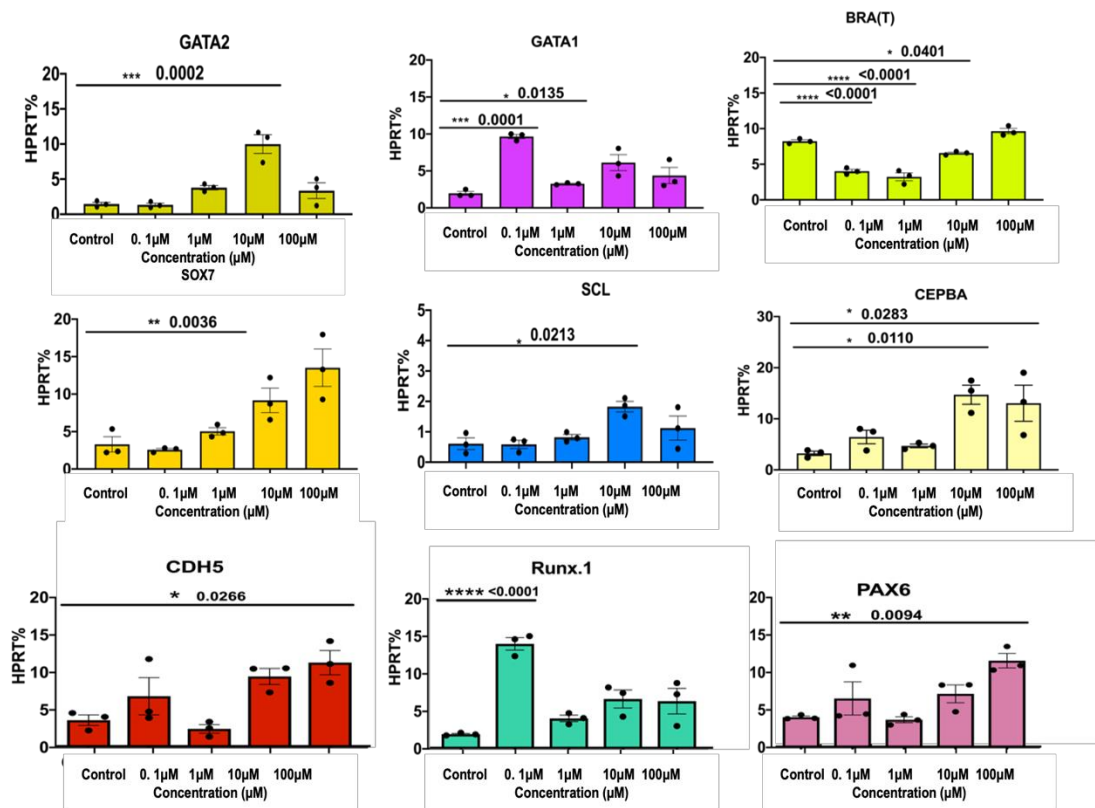 GATA2
*** 0.0002
HPRT%
20
15
10
5
0
Control 0. 1µM 1µM 10µM 100µM
Concentration (µM)
GATA1
* 0.0135
*** 0.0001
HPRT%
20
15
10
5
0
Control 0. 1µM 1µM 10µM 100µM
Concentration (µM)
BRA(T)
* 0.0401
**** <0.0001
**** <0.0001
HPRT%
20
15
10
5
0
Control 0. 1µM 1µM 10µM 100µM
Concentration (µM)
SOX7
** 0.0036
HPRT%
20
15
10
5
0
Control 0. 1µM 1µM 10µM 100µM
Concentration (µM)
SCL
* 0.0213
HPRT%
5
4
2
1
0
Control 0. 1µM 1µM 10µM 100µM
Concentration (µM)
CEPBA
* 0.0283
* 0.0110
HPRT%
30
20
10
0
Control 0. 1µM 1µM 10µM 100µM
Concentration (µM)
CDH5
* 0.0266
HPRT%
20
15
10
5
0
Control 0. 1µM 1µM 10µM 100µM
Concentration (µM)
Runx.1
**** <0.0001
HPRT%
20
15
10
5
0
Control 0. 1µM 1µM 10µM 100µM
Concentration (µM)
PAX6
** 0.0094
HPRT%
20
15
10
5
0
Control 0. 1µM 1µM 10µM 100µM
Concentration (µM)